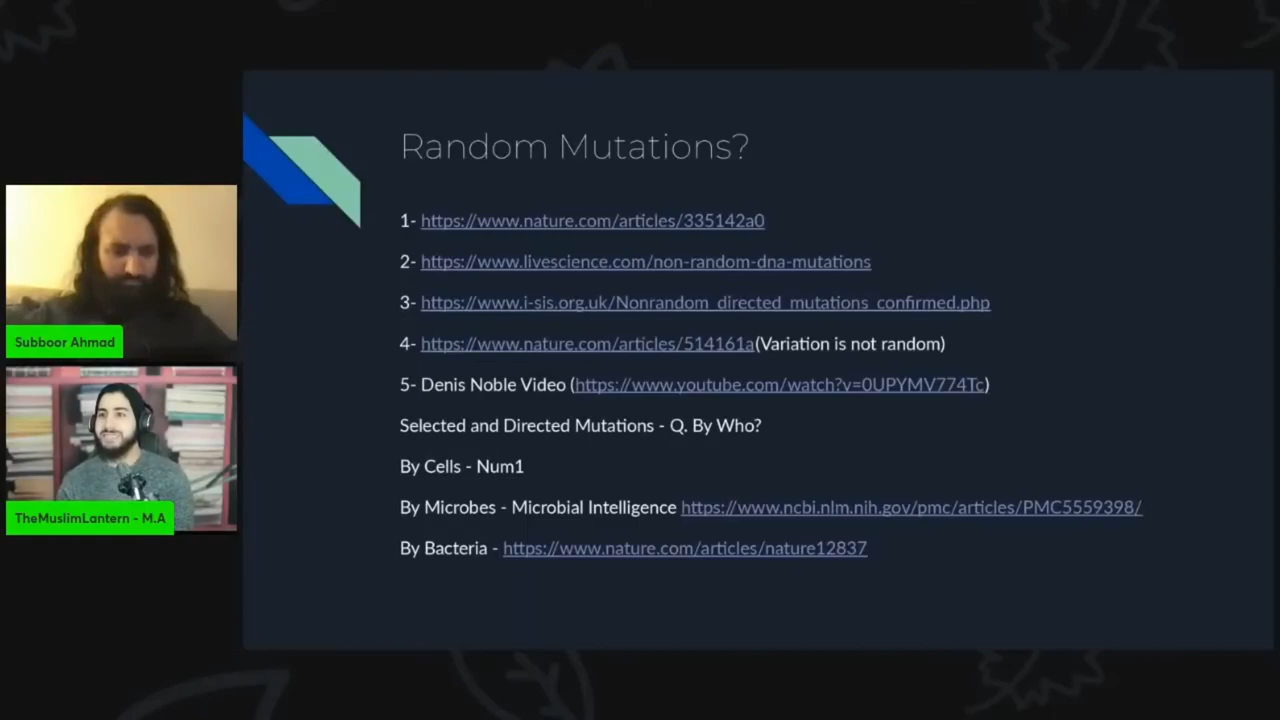 Random Mutations?
1- https://www.nature.com/articles/335142a0
2- https://www.livescience.com/non-random-dna-mutations
3- https://www.i-sis.org.uk/Nonrandom_directed_mutations_confirmed.php
4- https://www.nature.com/articles/514161a(Variation is not random)
5- Denis Noble Video (https://www.youtube.com/watch?v=0UPYMV774Tc)
Selected and Directed Mutations - Q. By Who?
By Cells - Num1
By Microbes - Microbial Intelligence https://www.ncbi.nlm.nih.gov/pmc/articles/PMC5559398/
By Bacteria - https://www.nature.com/articles/nature12837
Subboor Ahmad
TheMuslimLantern - M.A